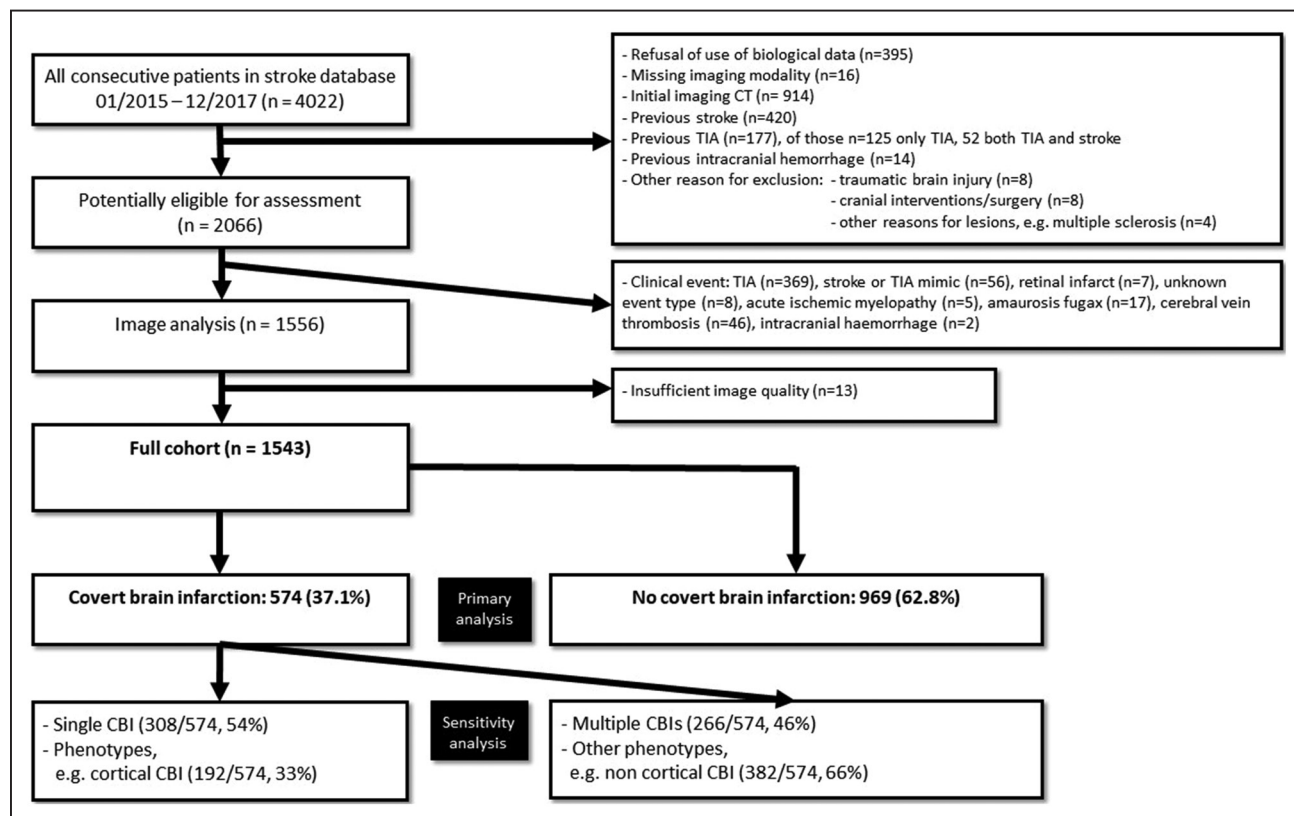 All consecutive patients in stroke database
01/2015 – 12/2017 (n = 4022)
- Refusal of use of biological data (n=395)
- Missing imaging modality (n=16)
- Initial imaging CT (n= 914)
- Previous stroke (n=420)
- Previous TIA (n=177), of those n=125 only TIA, 52 both TIA and stroke
- Previous intracranial hemorrhage (n=14)
- Other reason for exclusion: - traumatic brain injury (n=8)
- cranial interventions/surgery (n=8)
- other reasons for lesions, e.g. multiple sclerosis (n=4)
Potentially eligible for assessment
(n = 2066)
- Clinical event: TIA (n=369), stroke or TIA mimic (n=56), retinal infarct (n=7), unknown
event type (n=8), acute ischemic myelopathy (n=5), amaurosis fugax (n=17), cerebral vein
thrombosis (n=46), intracranial haemorrhage (n=2)
Image analysis (n = 1556)
- Insufficient image quality (n=13)
Full cohort (n = 1543)
Covert brain infarction: 574 (37.1%)
Primary
analysis
No covert brain infarction: 969 (62.8%)
- Single CBI (308/574, 54%)
- Phenotypes,
e.g. cortical CBI (192/574, 33%)
Sensitivity
analysis
- Multiple CBIs (266/574, 46%)
- Other phenotypes,
e.g. non cortical CBI (382/574, 66%)